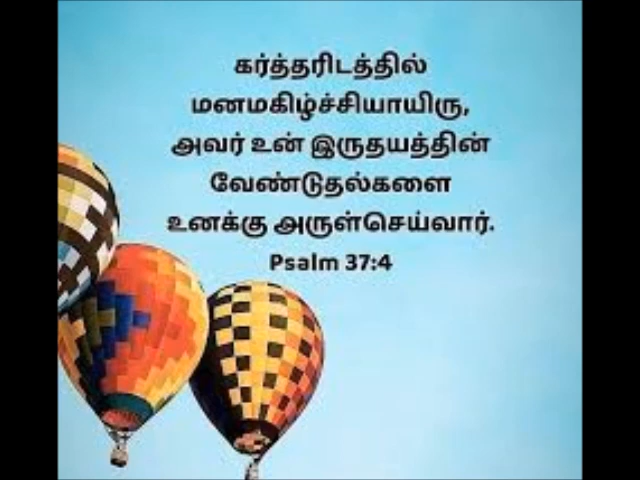 கர்த்தரிடத்தில்
மனமகிழ்ச்சியாயிரு,
அவர் உன் இருதயத்தின்
வேண்டுதல்களை
உனக்கு அருள்செய்வார்.
Psalm 37:4